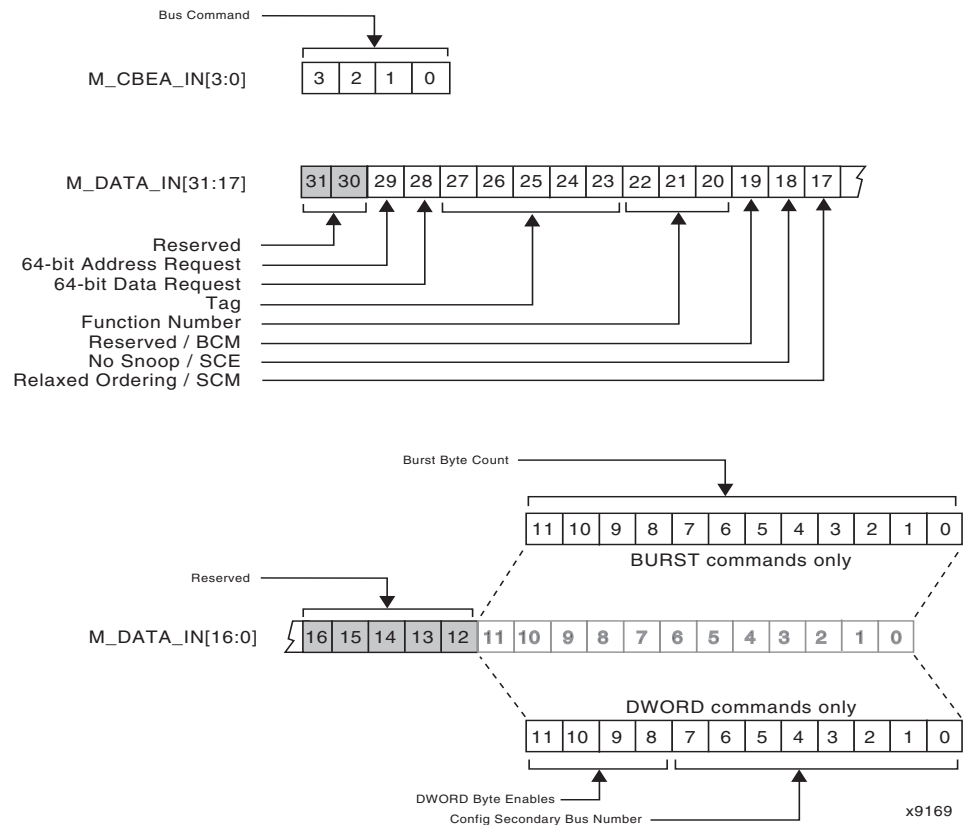 Bus Command
M_CBEA_IN[3:0]
3 2 1 0
M_DATA_IN[31:17]
31 30 29 28 27 26 25 24 23 22 21 20 19 18 17
Reserved
64-bit Address Request
64-bit Data Request
Tag
Function Number
Reserved / BCM
No Snoop / SCE
Relaxed Ordering / SCM
Burst Byte Count
11 10 9 8 7 6 5 4 3 2 1 0
BURST commands only
Reserved
M_DATA_IN[16:0]
16 15 14 13 12 11 10 9 8 7 6 5 4 3 2 1 0
DWORD commands only
11 10 9 8 7 6 5 4 3 2 1 0
DWORD Byte Enables
Config Secondary Bus Number
x9169